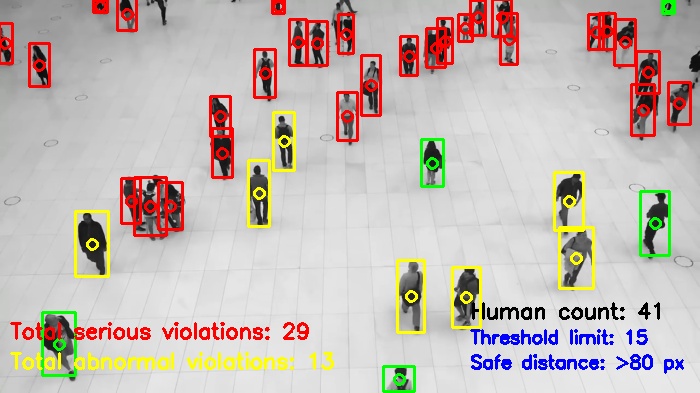 Human count: 41
Total serious violations: 29
Threshold limit: 15
Total abnormal violations: 13
Safe distance: >80 px